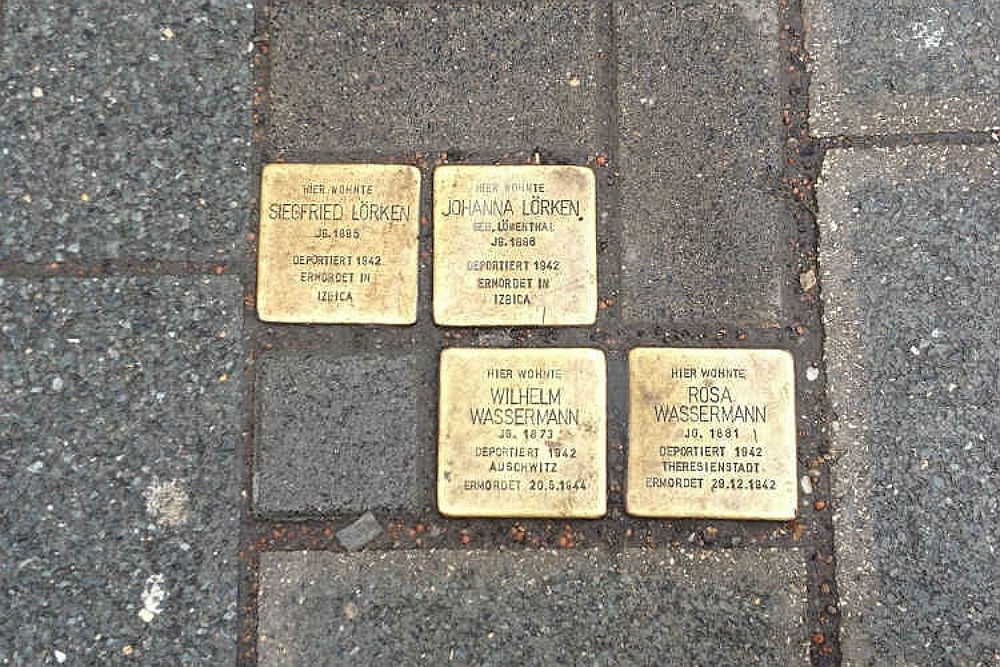 HIER WOHNTE
SIEGFRIED LÖRKEN
JG. 1885
DEPORTIERT 1942
ERMORDET IN
IZBICA
HIER WOHNTE
JOHANNA LÖRKEN
GEB. LÖWENTHAL
JG. 1886
DEPORTIERT 1942
ERMORDET IN
IZBICA
HIER WOHNTE
WILHELM
WASSERMANN
JG. 1873
DEPORTIERT 1942
AUSCHWITZ
ERMORDET 20.5.1944
HIER WOHNTE
ROSA
WASSERMANN
JG. 1881
DEPORTIERT 1942
THERESIENSTADT
ERMORDET 29.12.1942